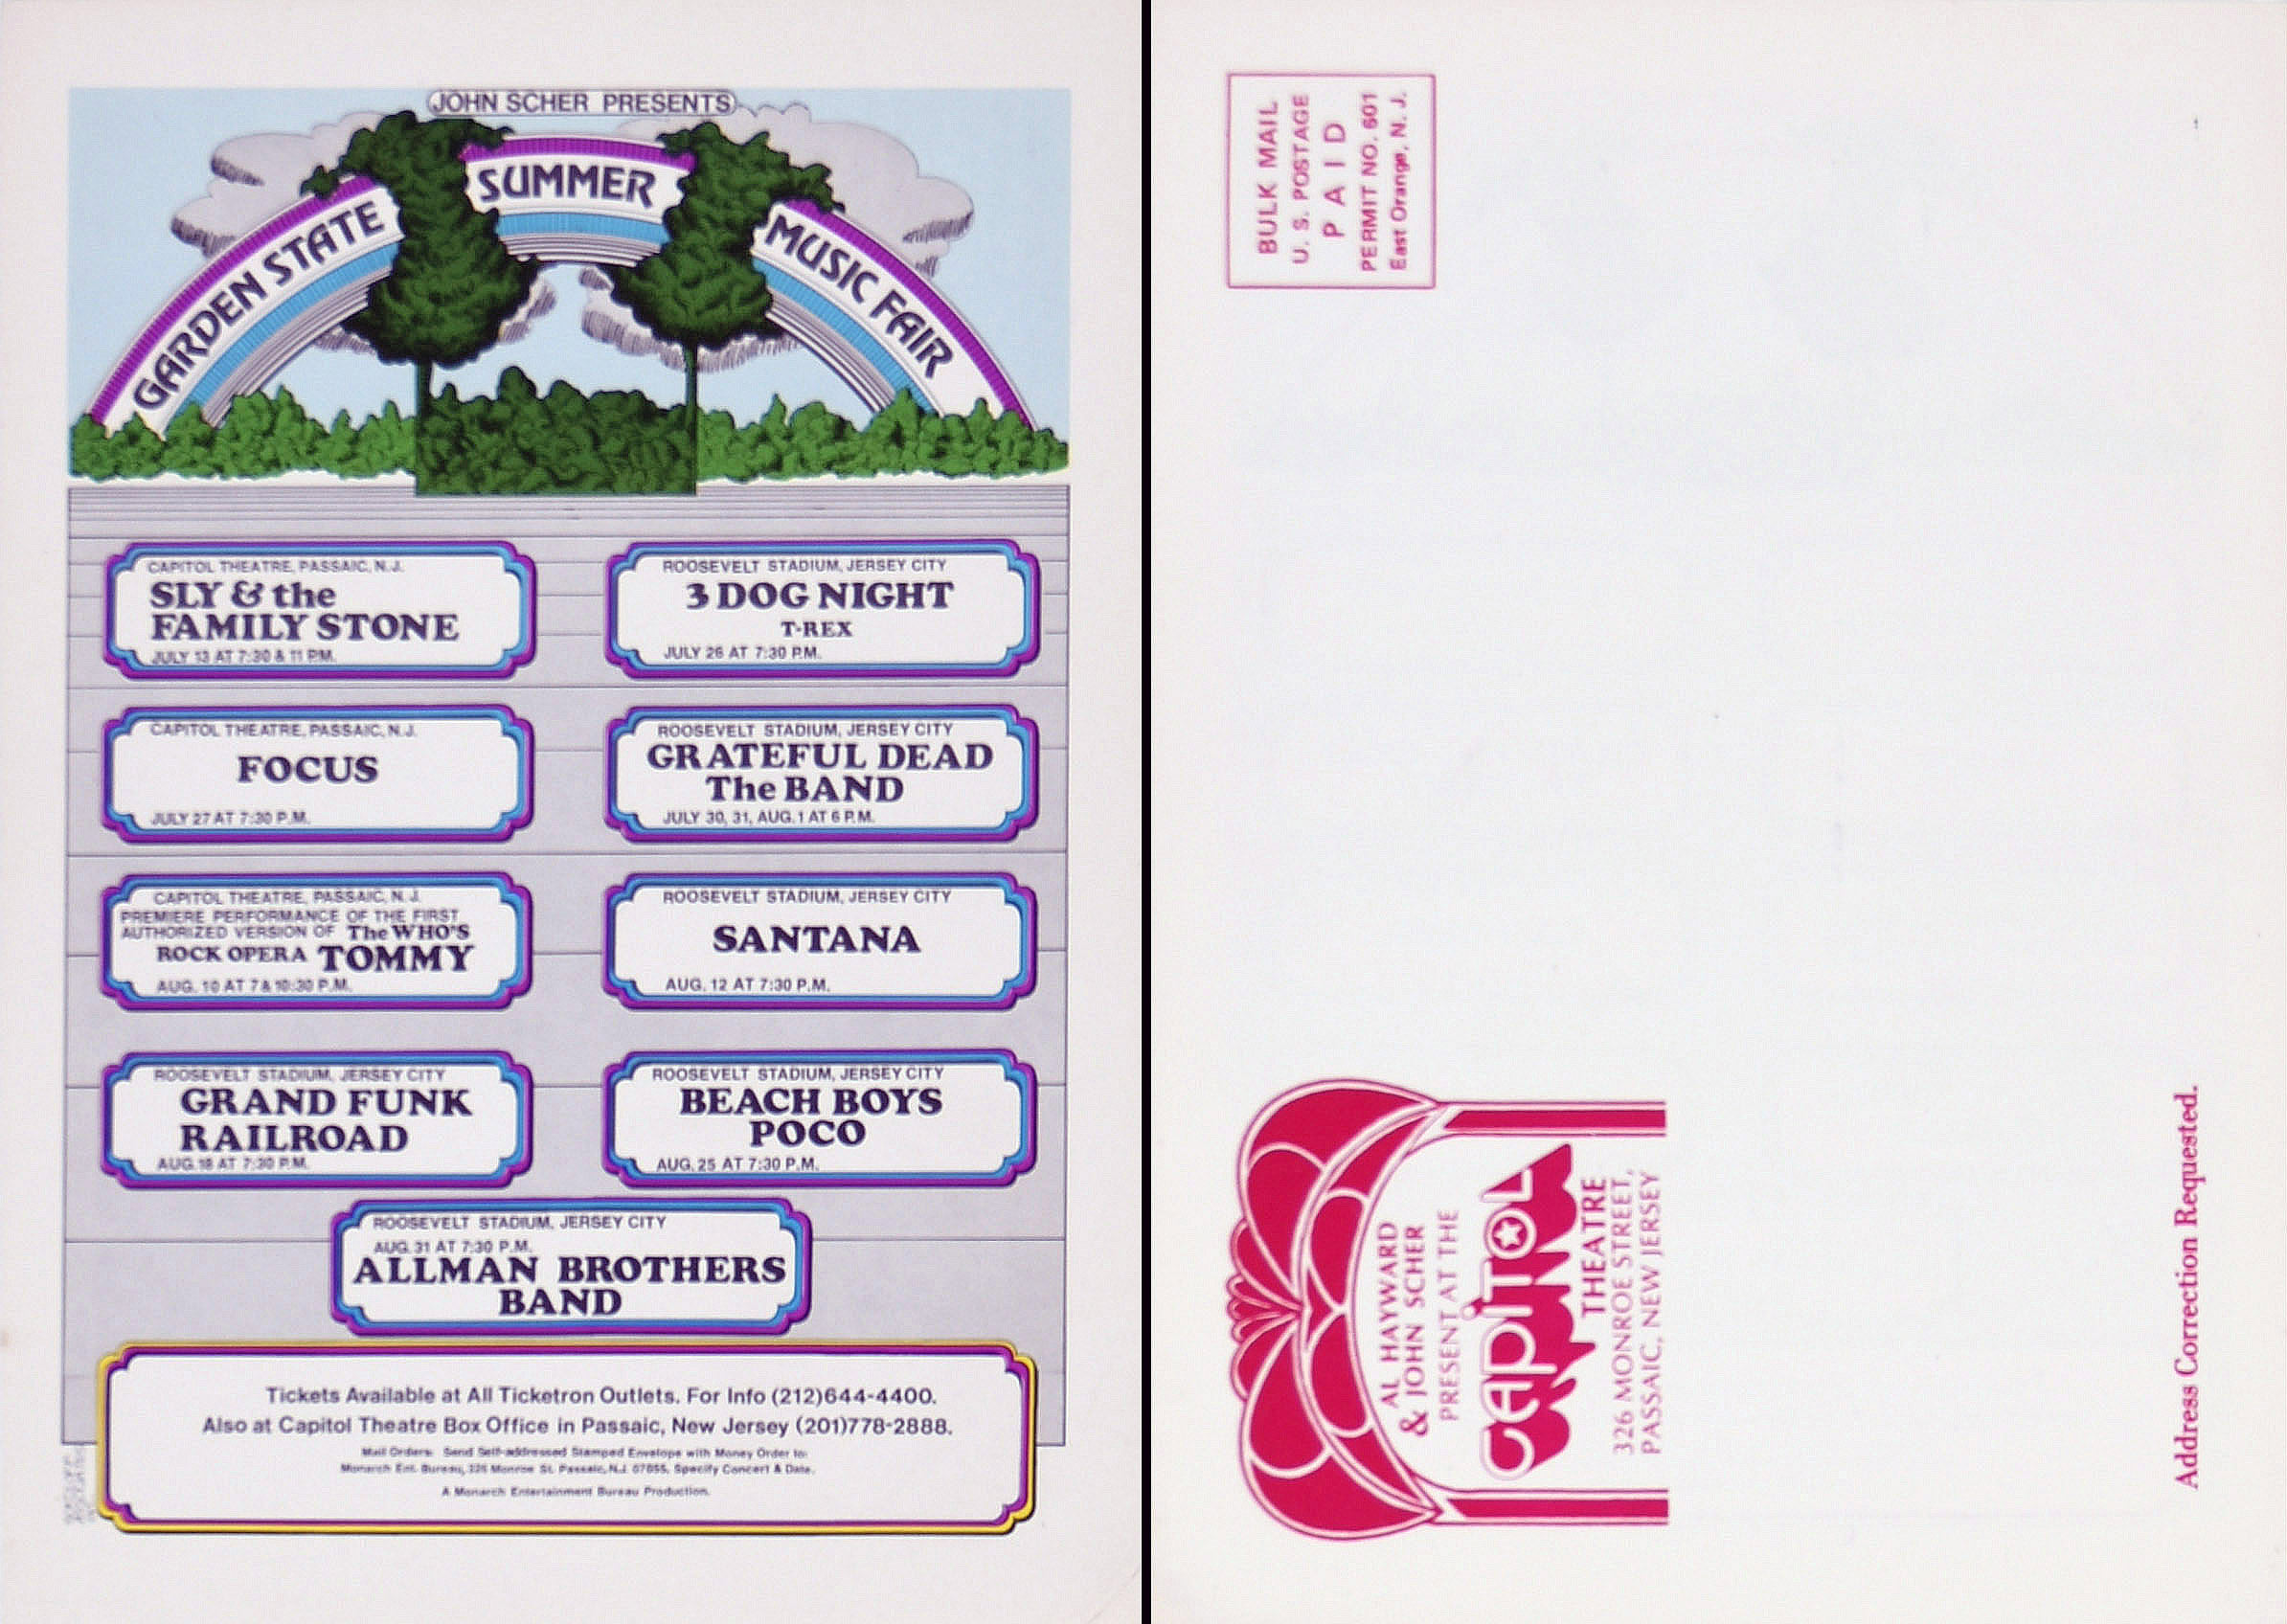 JOHN SCHER PRESENTS
GARDEN STATE
SUMMER
MUSIC FAIR
CAPITOL THEATRE, PASSAIC, N.J.
SLY & the
FAMILY STONE
JULY 13 AT 7:30 & 11 P.M.
ROOSEVELT STADIUM, JERSEY CITY
3 DOG NIGHT
T-REX
JULY 26 AT 7:30 P.M.
CAPITOL THEATRE, PASSAIC, N.J.
FOCUS
JULY 27 AT 7:30 P.M.
ROOSEVELT STADIUM, JERSEY CITY
GRATEFUL DEAD
The BAND
JULY 30, 31, AUG. 1 AT 6 P.M.
CAPITOL THEATRE, PASSAIC, N.J.
PREMIERE PERFORMANCE OF THE FIRST
AUTHORIZED VERSION OF The WHO'S
ROCK OPERA TOMMY
AUG. 10 AT 7 & 10:30 P.M.
ROOSEVELT STADIUM, JERSEY CITY
SANTANA
AUG. 12 AT 7:30 P.M.
ROOSEVELT STADIUM, JERSEY CITY
GRAND FUNK
RAILROAD
AUG. 18 AT 7:30 P.M.
ROOSEVELT STADIUM, JERSEY CITY
BEACH BOYS
POCO
AUG. 25 AT 7:30 P.M.
ROOSEVELT STADIUM, JERSEY CITY
AUG. 31 AT 7:30 P.M.
ALLMAN BROTHERS
BAND
Tickets Available at All Ticketron Outlets. For Info (212)644-4400.
Also at Capitol Theatre Box Office in Passaic, New Jersey (201)778-2888.
Mail Orders: Send Self-addressed Stamped Envelope with Money Order to:
Monarch Ent. Bureau, 326 Monroe St. Passaic, N.J. 07055, Specify Concert & Date.
A Monarch Entertainment Bureau Production.
BULK MAIL
U. S. POSTAGE
PAID
PERMIT NO. 601
East Orange, N. J.
AL HAYWARD
& JOHN SCHER
PRESENT AT THE
CAPITOL
THEATRE
326 MONROE STREET,
PASSAIC, NEW JERSEY
Address Correction Requested.